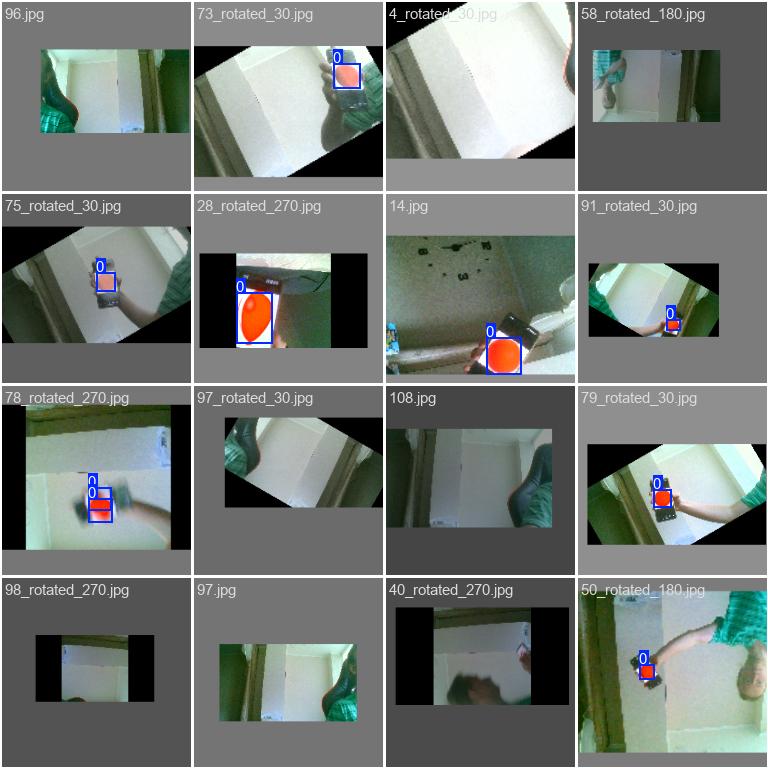 96.jpg
73_rotated_30.jpg
0
4_rotated_30.jpg
58_rotated_180.jpg
75_rotated_30.jpg
0
28_rotated_270.jpg
0
14.jpg
0
91_rotated_30.jpg
0
78_rotated_270.jpg
0
0
97_rotated_30.jpg
108.jpg
79_rotated_30.jpg
0
98_rotated_270.jpg
97.jpg
40_rotated_270.jpg
50_rotated_180.jpg
0